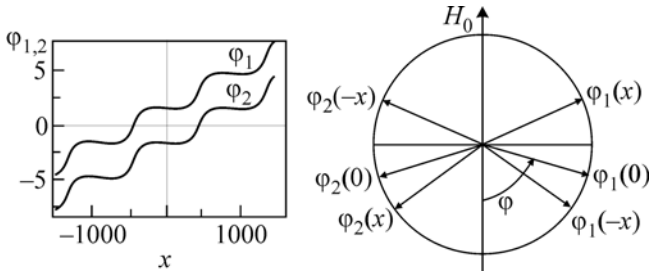 φ₁,₂
5
0
−5
φ₁
φ₂
−1000 0 1000
x
H₀
φ₂(−x)
φ₁(x)
φ₂(0)
φ₁(0)
φ₂(x)
φ
φ₁(−x)